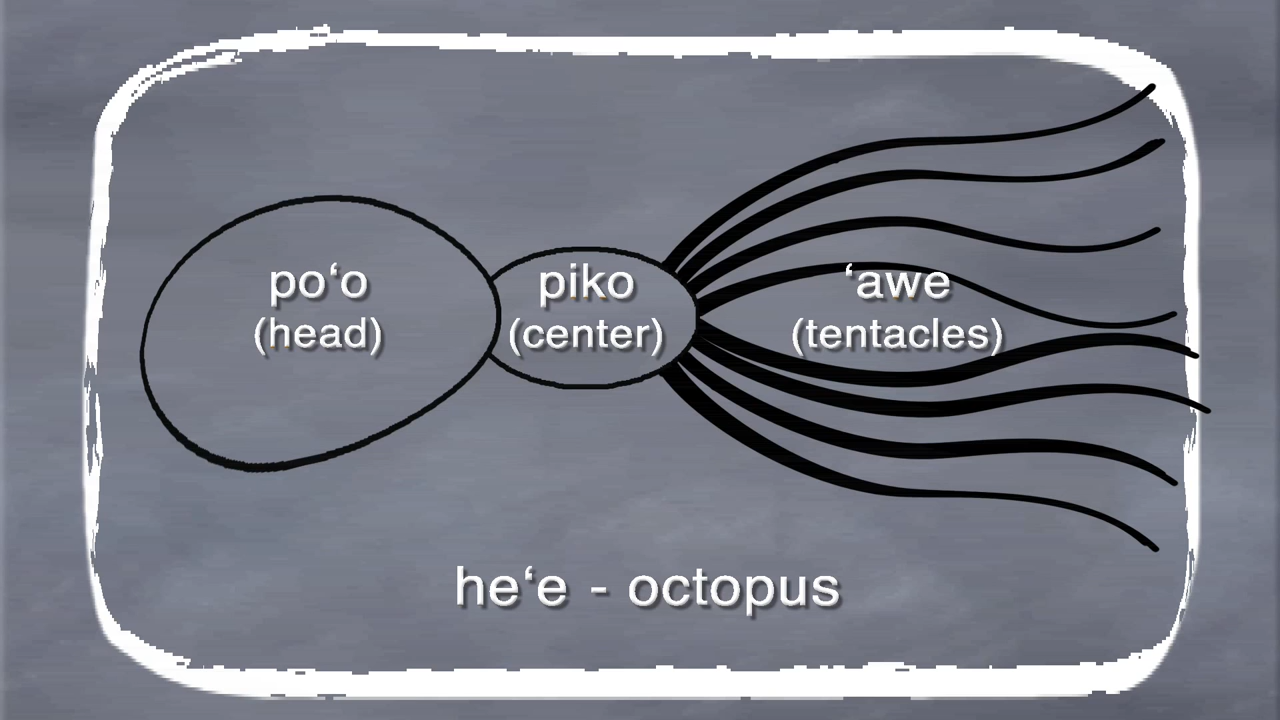 poʻo
(head)
piko
(center)
ʻawe
(tentacles)
heʻe - octopus